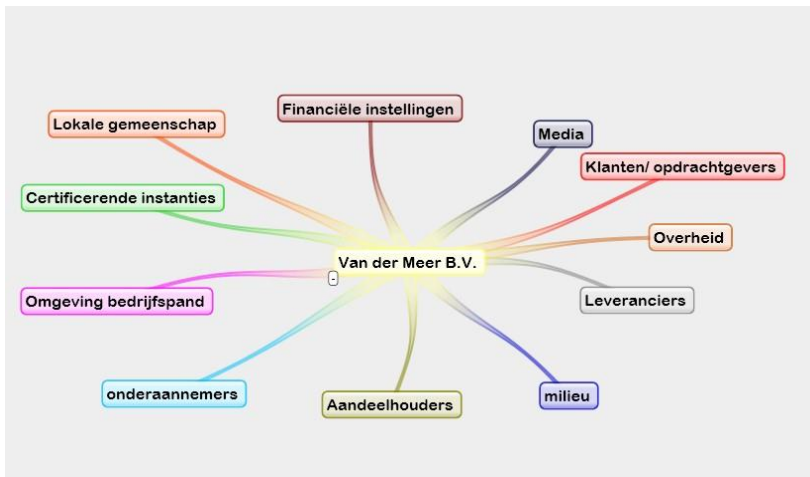 Financiële instellingen
Lokale gemeenschap
Media
Klanten/ opdrachtgevers
Certificerende instanties
Overheid
Van der Meer B.V.
-
Omgeving bedrijfspand
Leveranciers
onderaannemers
Aandeelhouders
milieu